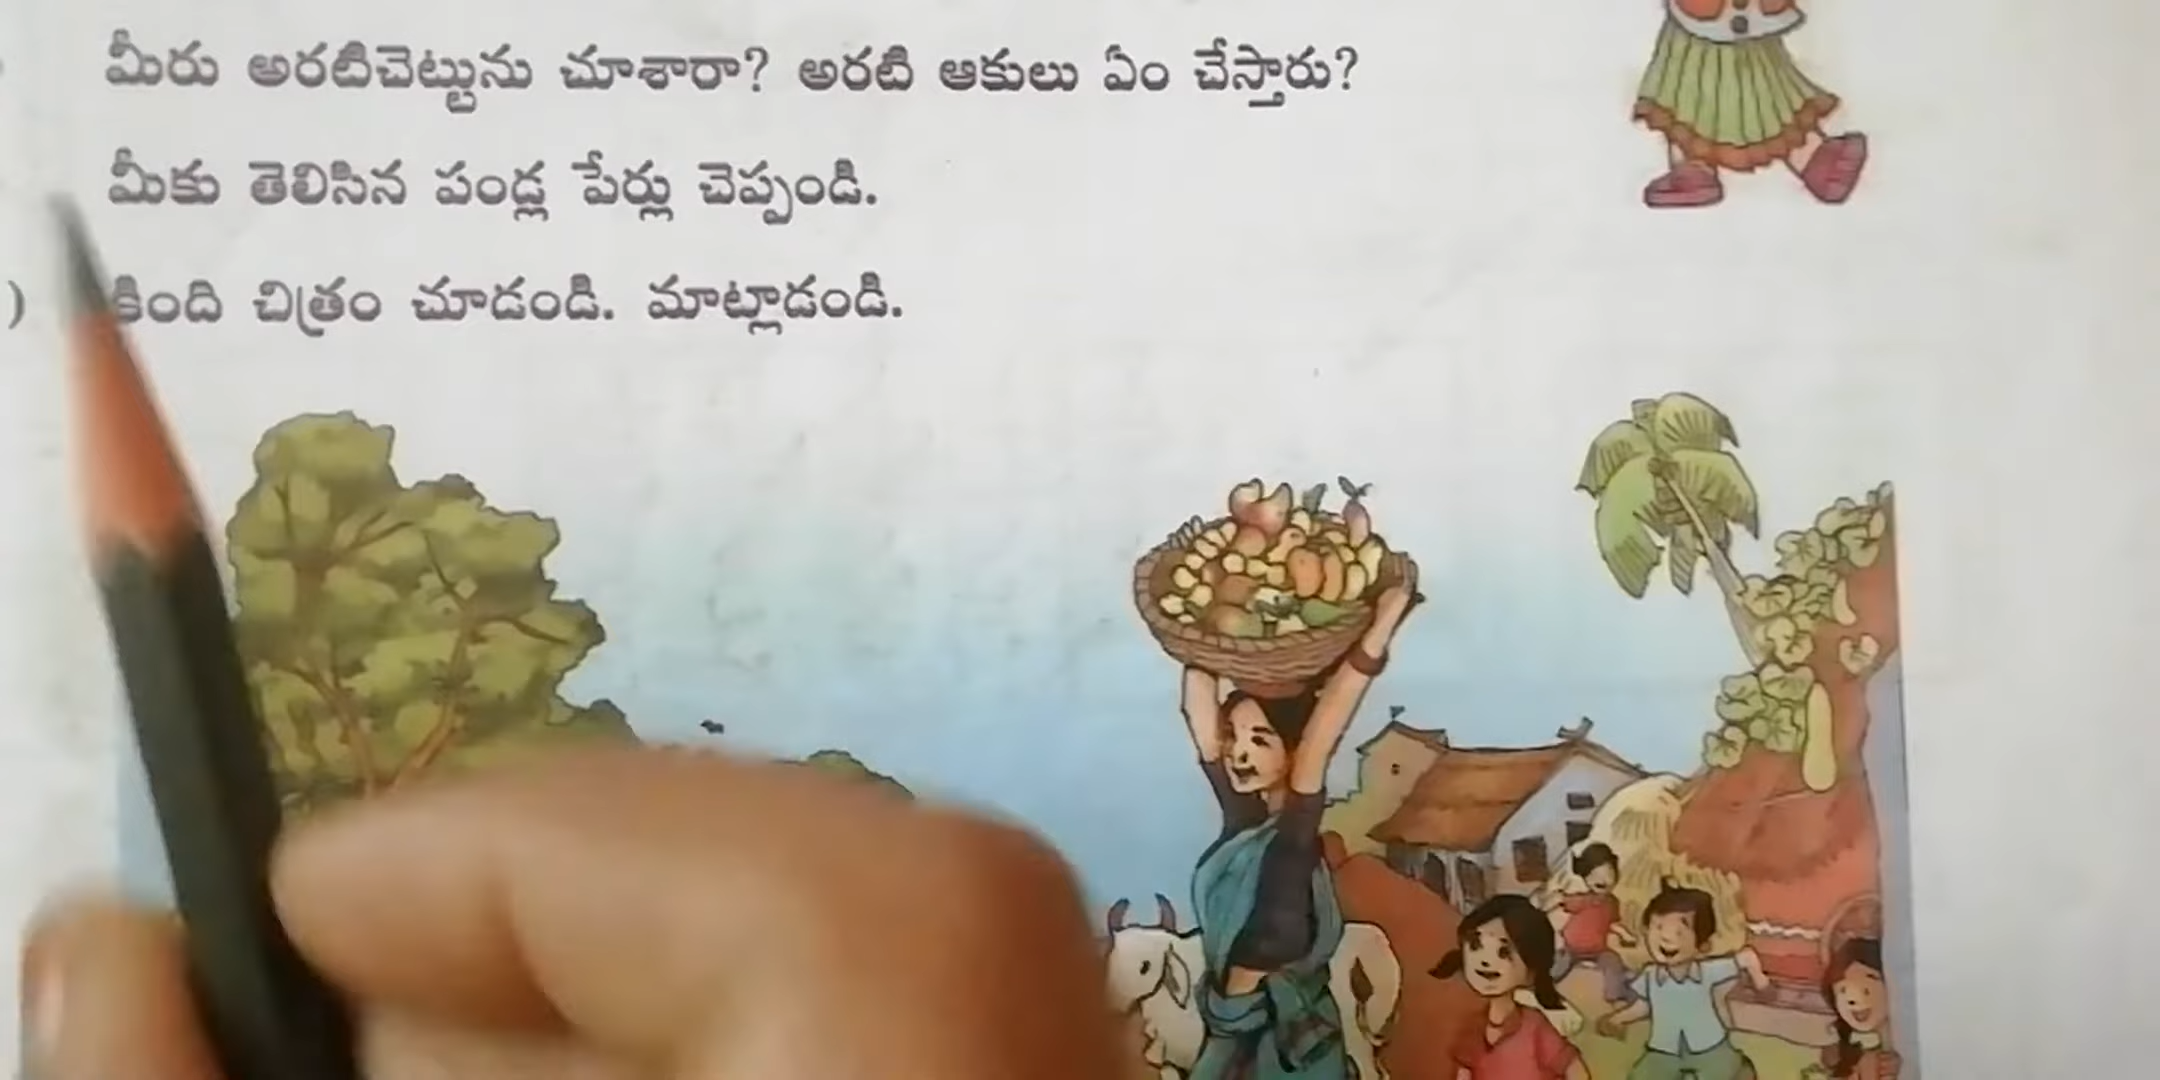 మీరు అరటిచెట్టును చూశారా? అరటి ఆకులు ఏం చేస్తారు?
మీకు తెలిసిన పండ్ల పేర్లు చెప్పండి.
) కింది చిత్రం చూడండి. మాట్లాడండి.